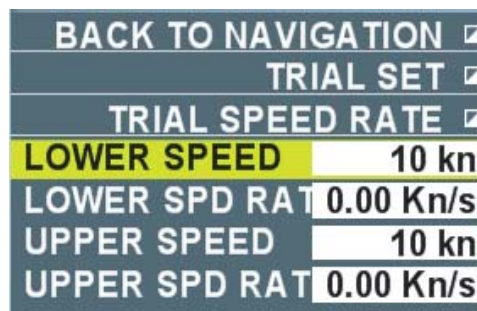 BACK TO NAVIGATION
TRIAL SET
TRIAL SPEED RATE
LOWER SPEED 10 kn
LOWER SPD RAT 0.00 Kn/s
UPPER SPEED 10 kn
UPPER SPD RAT 0.00 Kn/s